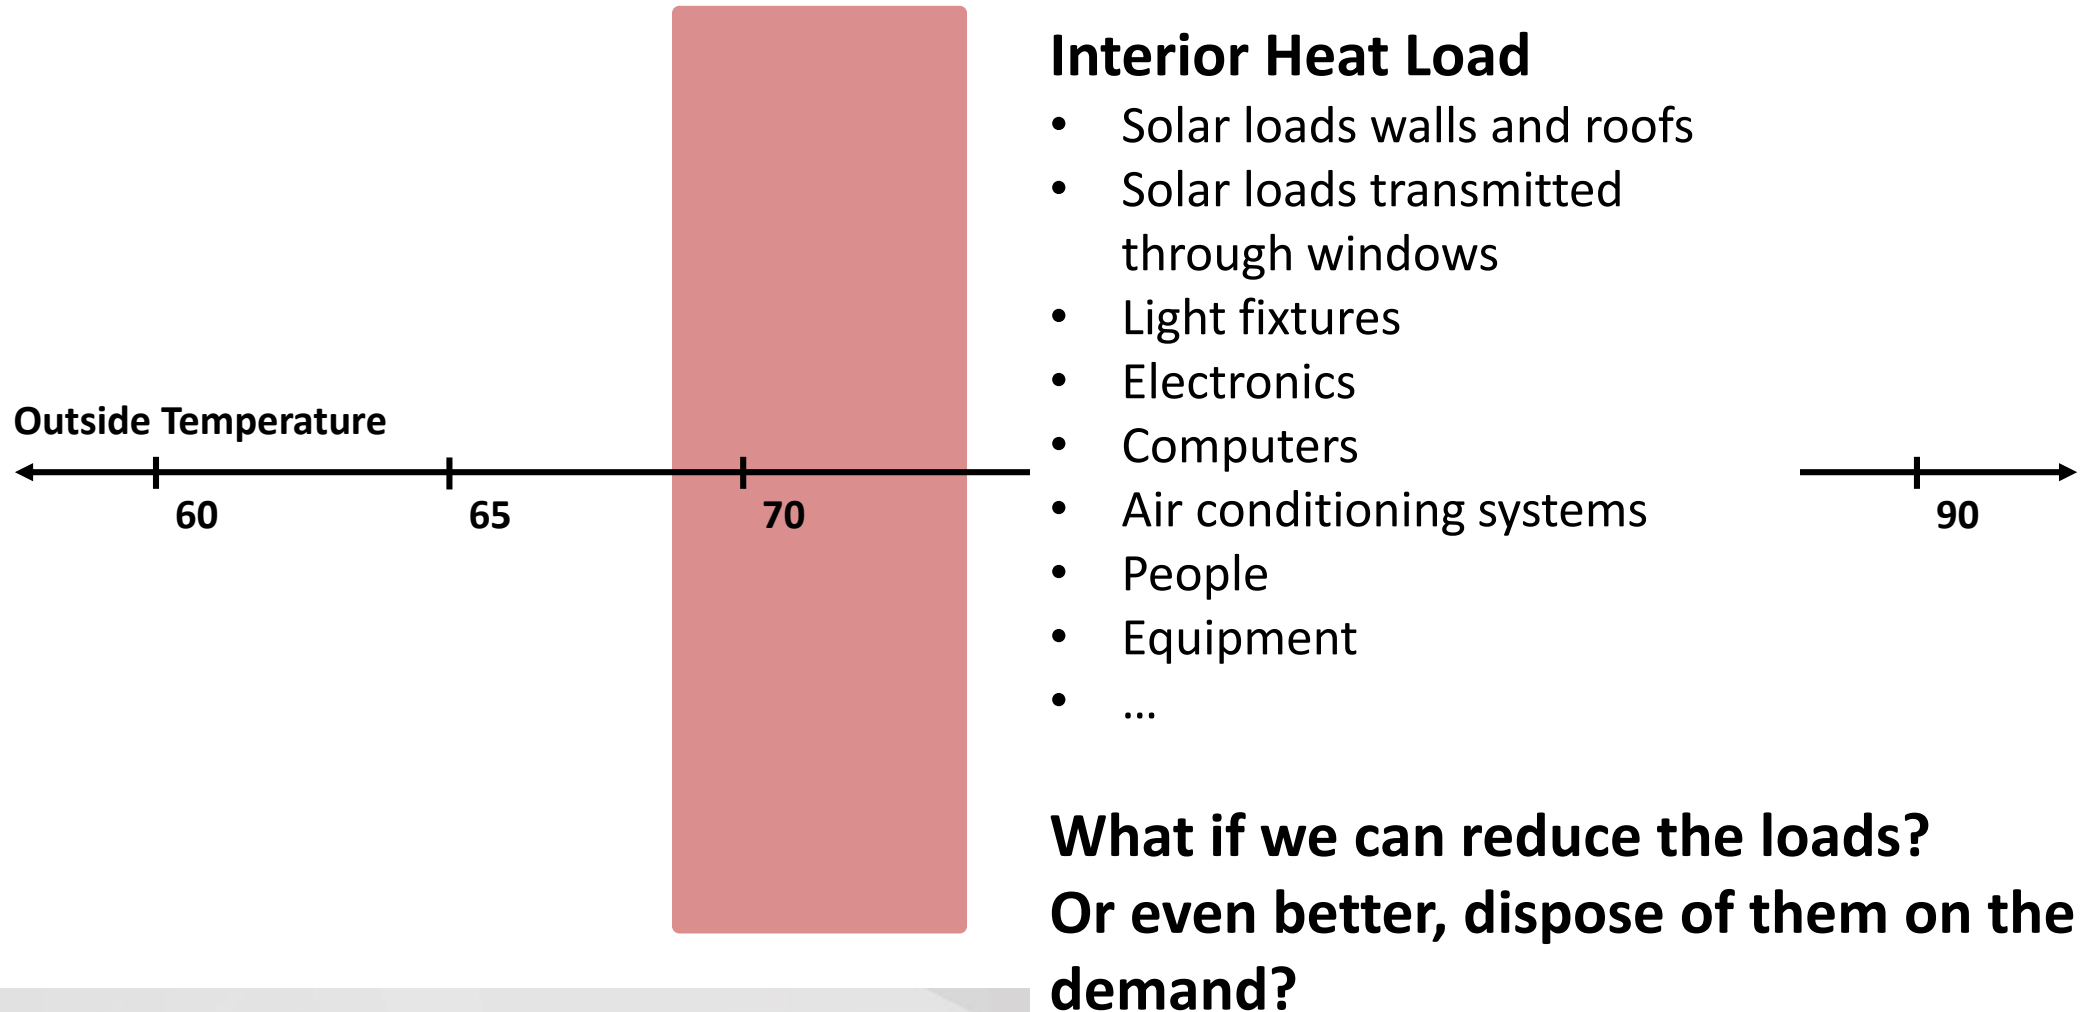 Interior Heat Load
• Solar loads walls and roofs
• Solar loads transmitted
through windows
• Light fixtures
• Electronics
• Computers
• Air conditioning systems
• People
• Equipment
• ...
Outside Temperature
60 65 70 90
What if we can reduce the loads?
Or even better, dispose of them on the
demand?